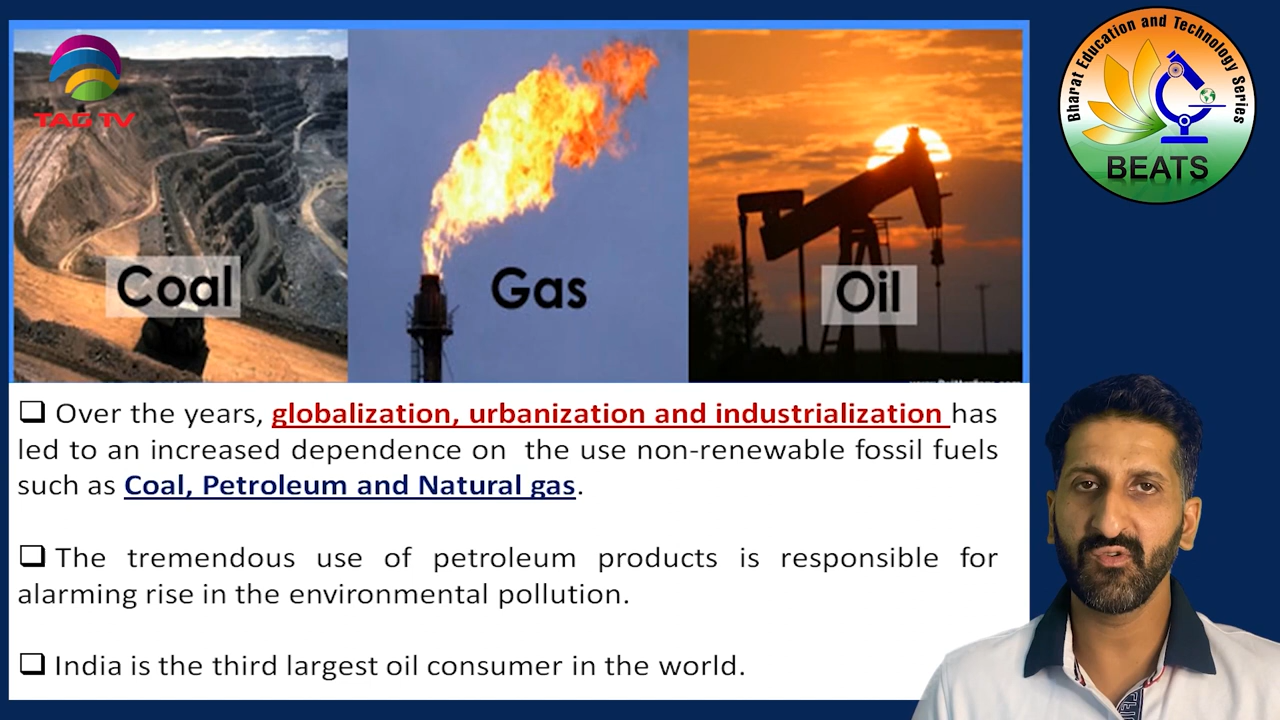 TAG TV
Bharat Education and Technology Series
BEATS
Coal
Gas
Oil
❑ Over the years, globalization, urbanization and industrialization has
led to an increased dependence on the use non-renewable fossil fuels
such as Coal, Petroleum and Natural gas.
❑ The tremendous use of petroleum products is responsible for
alarming rise in the environmental pollution.
❑ India is the third largest oil consumer in the world.